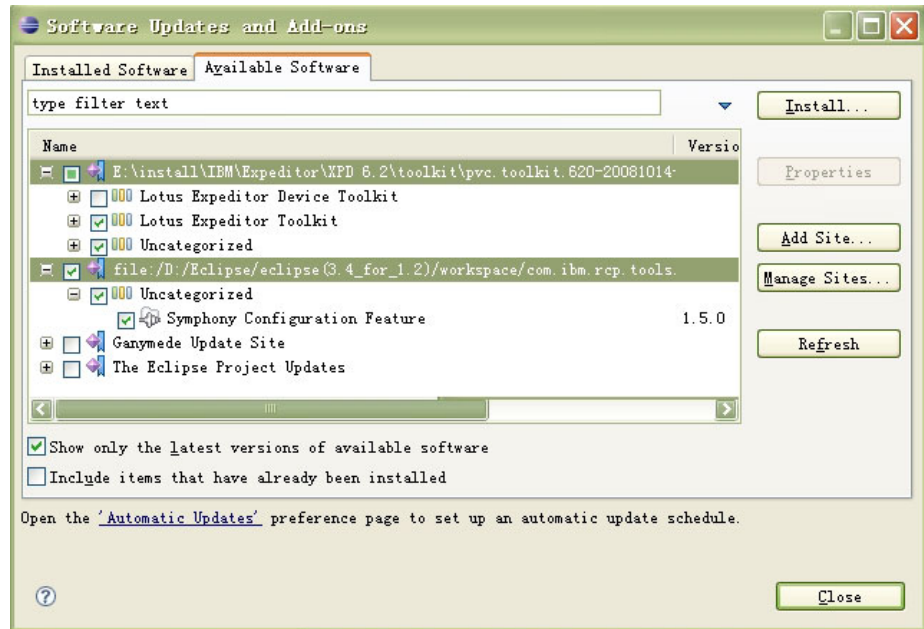 Software Updates and Add-ons
Installed Software Available Software
type filter text
Install...
Name Versio
E:\install\IBM\Expeditor\XPD 6.2\toolkit\pvc.toolkit.620-20081014-
Properties
Lotus Expeditor Device Toolkit
Lotus Expeditor Toolkit
Uncategorized
Add Site...
file:/D:/Eclipse/eclipse(3.4_for_1.2)/workspace/com.ibm.rcp.tools.
Manage Sites...
Uncategorized
Symphony Configuration Feature 1.5.0
Ganymede Update Site
Refresh
The Eclipse Project Updates
Show only the latest versions of available software
Include items that have already been installed
Open the 'Automatic Updates' preference page to set up an automatic update schedule.
Close